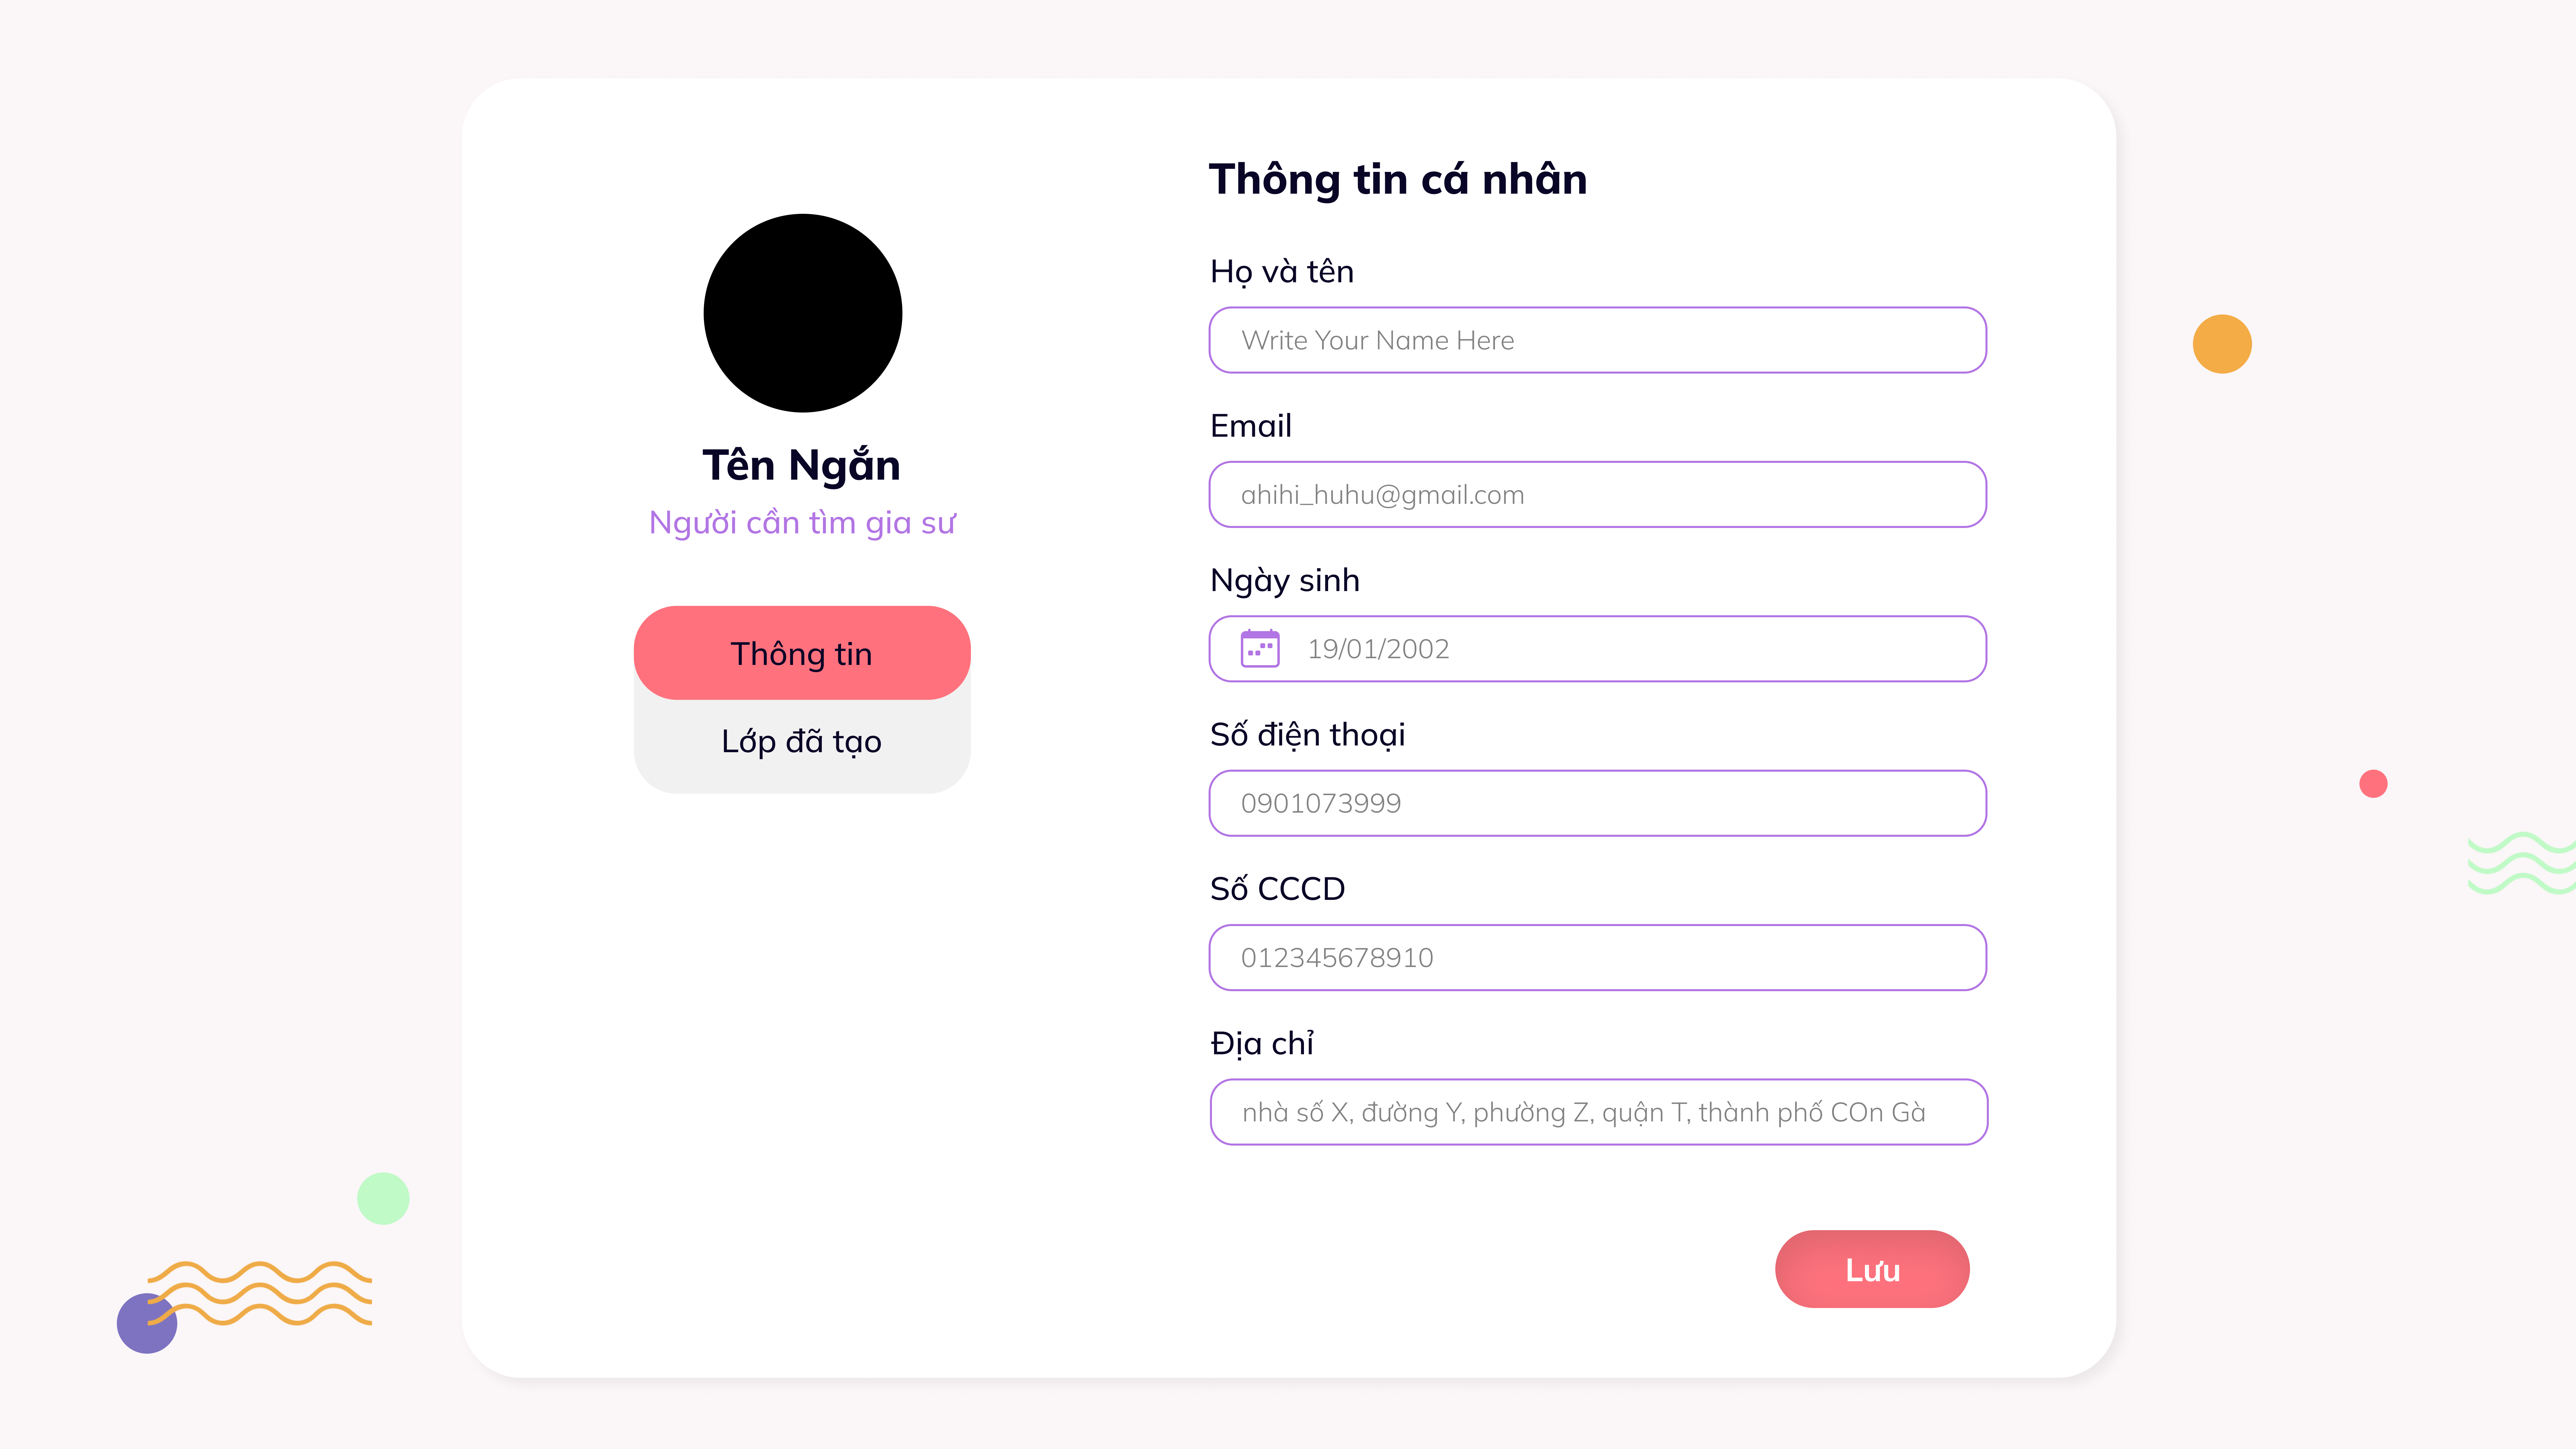 Tên Ngắn
Người cần tìm gia sư
Thông tin
Lớp đã tạo
Thông tin cá nhân
Họ và tên
Write Your Name Here
Email
ahihi_huhu@gmail.com
Ngày sinh
19/01/2002
Số điện thoại
0901073999
Số CCCD
012345678910
Địa chỉ
nhà số X, đường Y, phường Z, quận T, thành phố COn Gà
Lưu